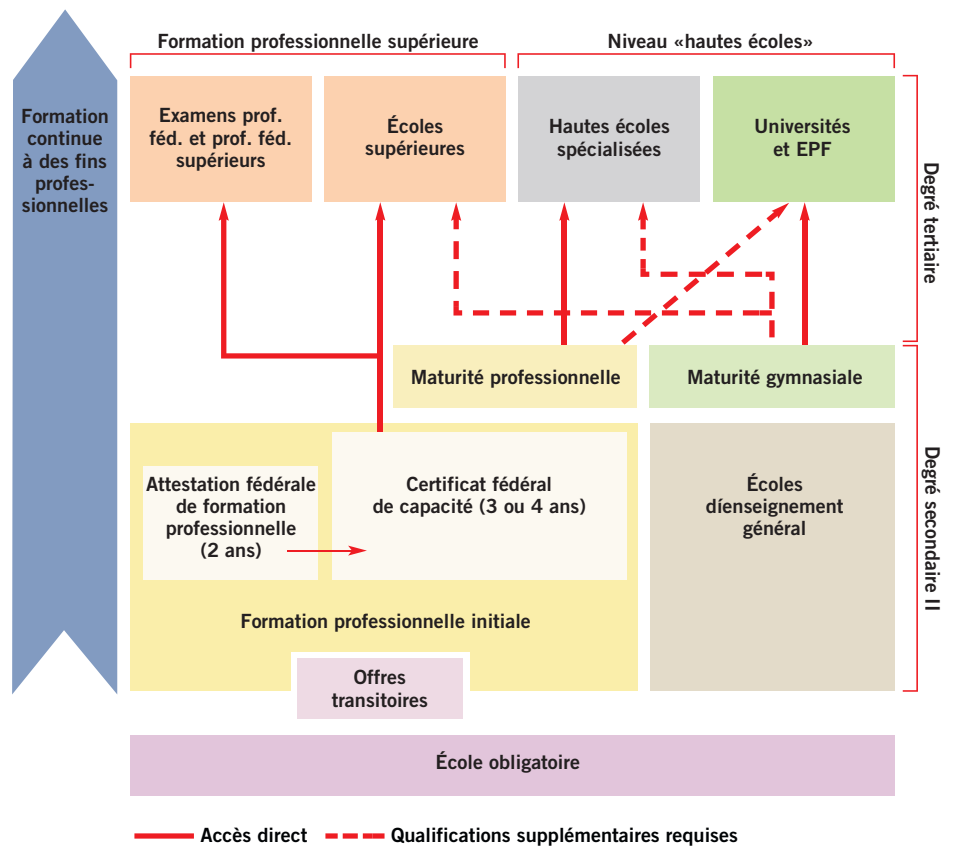 Formation professionnelle supérieure
Niveau «hautes écoles»
Formation
continue
à des fins
profes-
sionnelles
Examens prof.
féd. et prof. féd.
supérieurs
Écoles
supérieures
Hautes écoles
spécialisées
Universités
et EPF
Degré tertiaire
Maturité professionnelle
Maturité gymnasiale
Attestation fédérale
de formation
professionnelle
(2 ans)
Certificat fédéral
de capacité (3 ou 4 ans)
Écoles
díenseignement
général
Degré secondaire II
Formation professionnelle initiale
Offres
transitoires
École obligatoire
Accès direct
Qualifications supplémentaires requises